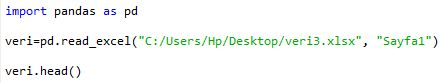 import pandas as pd
veri=pd.read_excel("C:/Users/Hp/Desktop/veri3.xlsx", "Sayfa1")
veri.head()